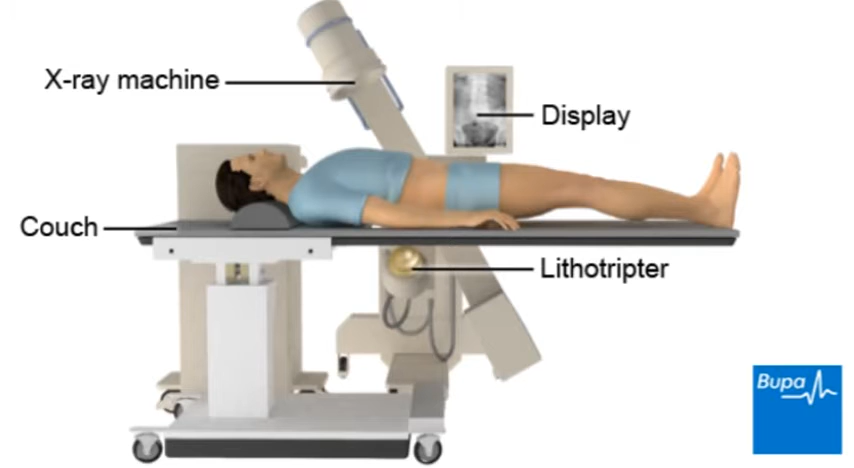 X-ray machine
Display
Couch
Lithotripter
Bupa